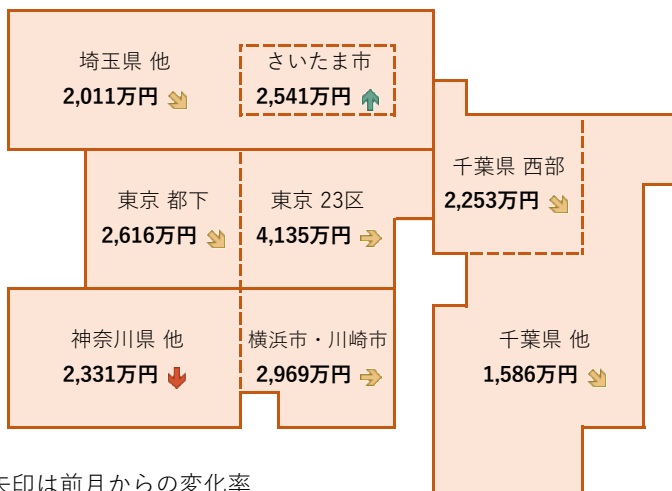 埼玉県 他
2,011万円
さいたま市
2,541万円
千葉県 西部
2,253万円
東京 都下
2,616万円
東京 23区
4,135万円
神奈川県 他
2,331万円
横浜市・川崎市
2,969万円
千葉県 他
1,586万円
矢印は前月からの変化率